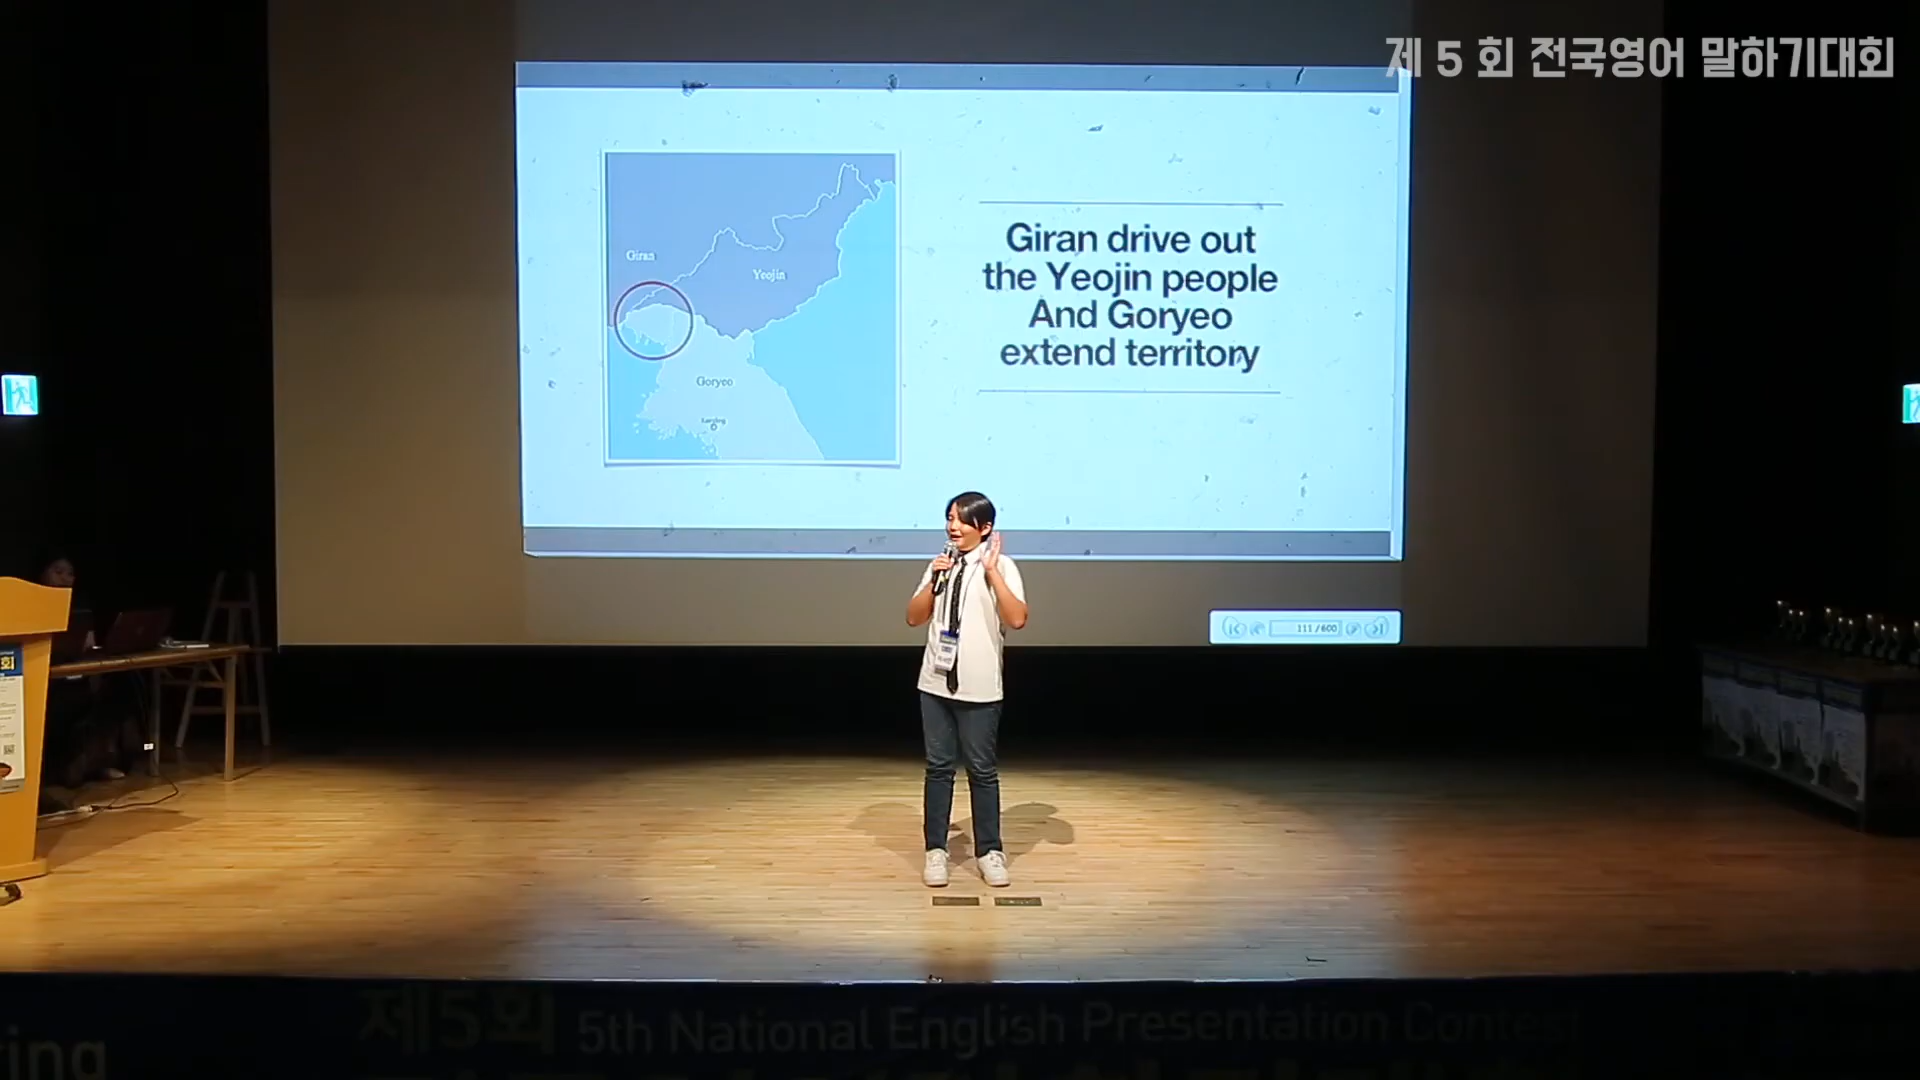 제 5 회 전국영어 말하기대회
Giran
Yeojin
Goryeo
Giran drive out
the Yeojin people
And Goryeo
extend territory
111/600
회
제5회 5th National English Presentation Contest